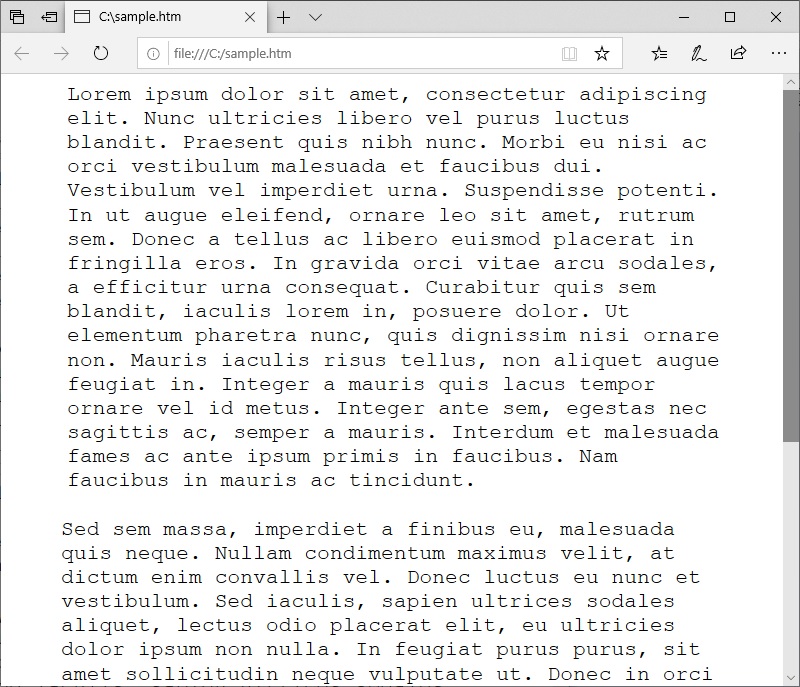 C:\sample.htm
file:///C:/sample.htm
Lorem ipsum dolor sit amet, consectetur adipiscing
elit. Nunc ultricies libero vel purus luctus
blandit. Praesent quis nibh nunc. Morbi eu nisi ac
orci vestibulum malesuada et faucibus dui.
Vestibulum vel imperdiet urna. Suspendisse potenti.
In ut augue eleifend, ornare leo sit amet, rutrum
sem. Donec a tellus ac libero euismod placerat in
fringilla eros. In gravida orci vitae arcu sodales,
a efficitur urna consequat. Curabitur quis sem
blandit, iaculis lorem in, posuere dolor. Ut
elementum pharetra nunc, quis dignissim nisi ornare
non. Mauris iaculis risus tellus, non aliquet augue
feugiat in. Integer a mauris quis lacus tempor
ornare vel id metus. Integer ante sem, egestas nec
sagittis ac, semper a mauris. Interdum et malesuada
fames ac ante ipsum primis in faucibus. Nam
faucibus in mauris ac tincidunt.
Sed sem massa, imperdiet a finibus eu, malesuada
quis neque. Nullam condimentum maximus velit, at
dictum enim convallis vel. Donec luctus eu nunc et
vestibulum. Sed iaculis, sapien ultrices sodales
aliquet, lectus odio placerat elit, eu ultricies
dolor ipsum non nulla. In feugiat purus purus, sit
amet sollicitudin neque vulputate ut. Donec in orci